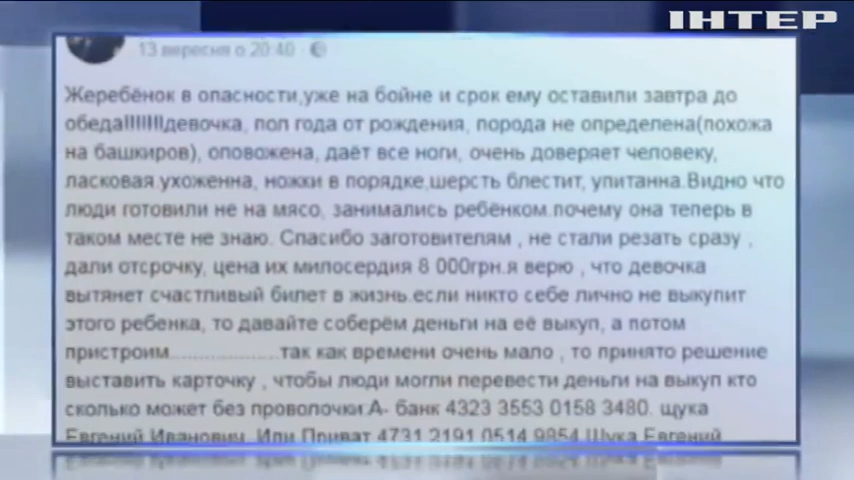 ІНТЕР
13 вересня о 20:40
Жеребёнок в опасности,уже на бойне и срок ему оставили завтра до
обеда!!!!!!!девочка, пол года от рождения, порода не определена(похожа
на башкиров), оповожена, даёт все ноги, очень доверяет человеку,
ласковая ухоженна, ножки в порядке,шерсть блестит, упитанна.Видно что
люди готовили не на мясо, занимались ребёнком.почему она теперь в
таком месте не знаю. Спасибо заготовителям , не стали резать сразу ,
дали отсрочку, цена их милосердия 8 000грн.я верю , что девочка
вытянет счастливый билет в жизнь.если никто себе лично не выкупит
этого ребенка, то давайте соберём деньги на её выкуп, а потом
пристроим....................так как времени очень мало , то принято решение
выставить карточку , чтобы люди могли перевести деньги на выкуп кто
сколько может без проволочки:А- банк 4323 3553 0158 3480. щука
Евгений Иванович. Или Приват 4731 2191 0514 9854 Щука Евгений